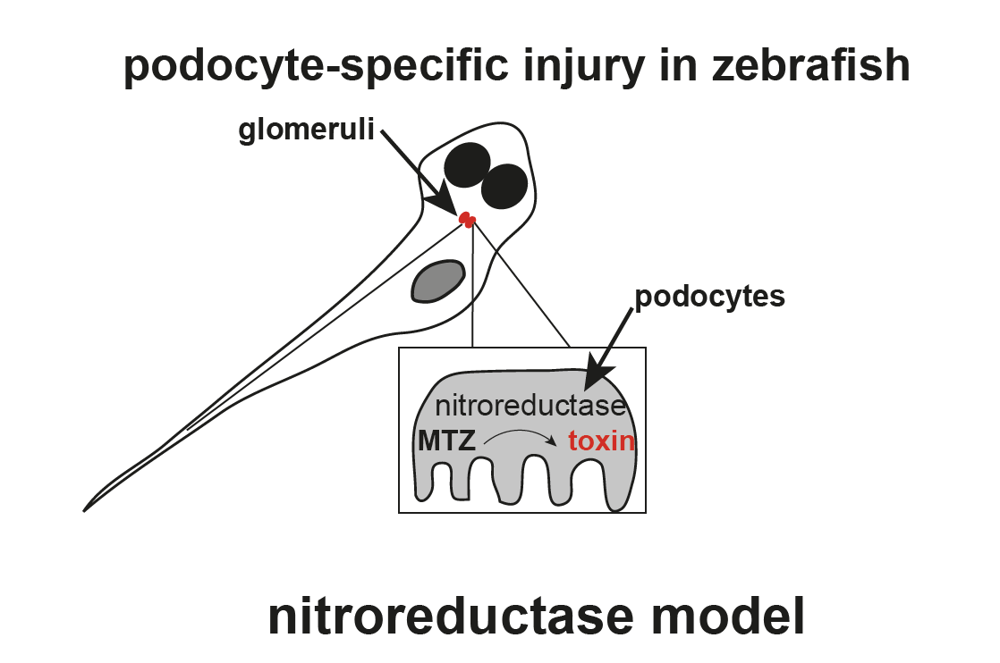 podocyte-specific injury in zebrafish
glomeruli
podocytes
nitroreductase
MTZ toxin
nitroreductase model